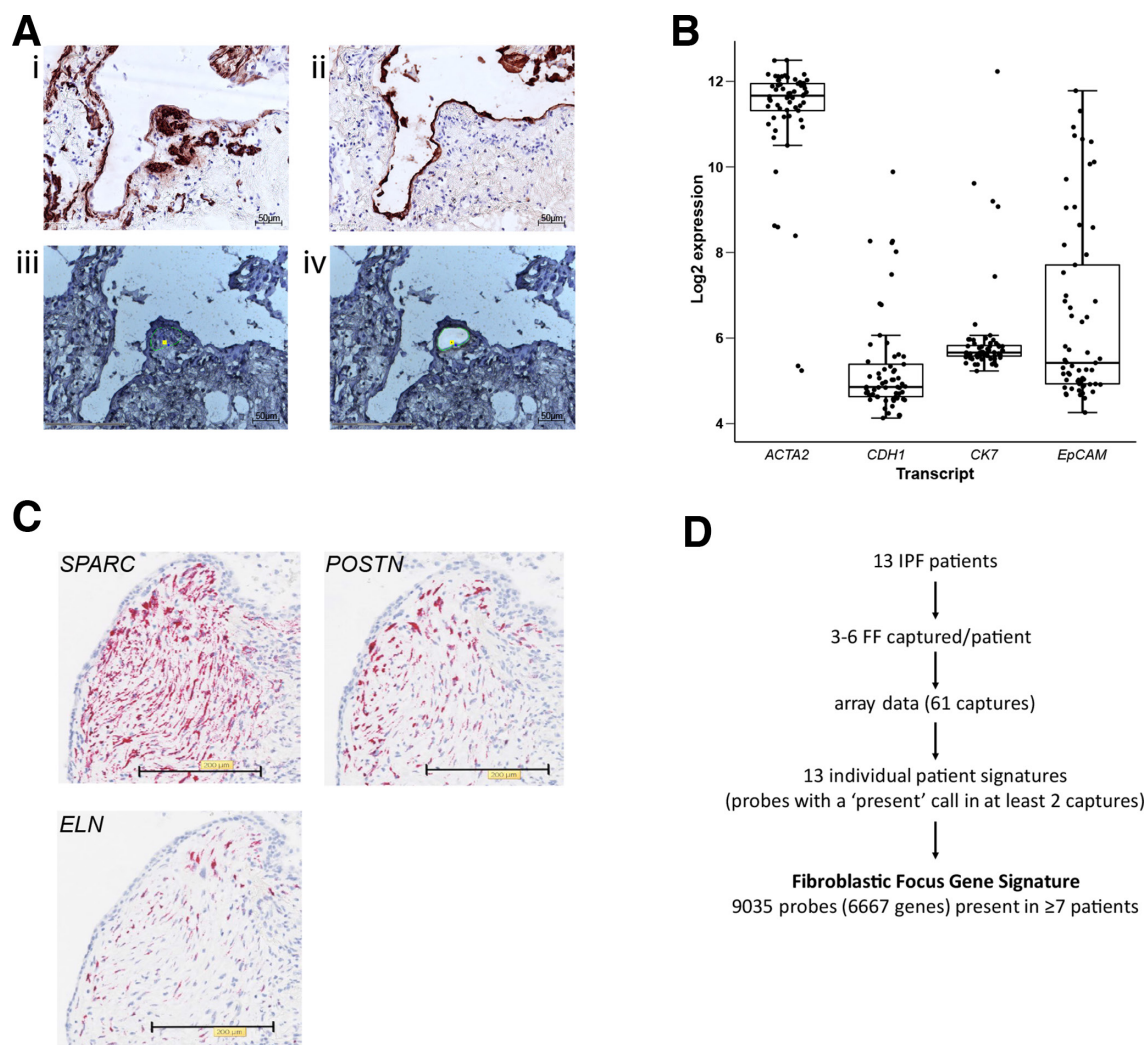 A
i
ii
50µm
50µm
iii
iv
50µm
50µm
B
12
10
8
6
4
Log2 expression
ACTA2
CDH1
CK7
EpCAM
Transcript
C
SPARC
200 µm
POSTN
200 µm
ELN
200 µm
D
13 IPF patients
3-6 FF captured/patient
array data (61 captures)
13 individual patient signatures
(probes with a ‘present’ call in at least 2 captures)
Fibroblastic Focus Gene Signature
9035 probes (6667 genes) present in ≥7 patients